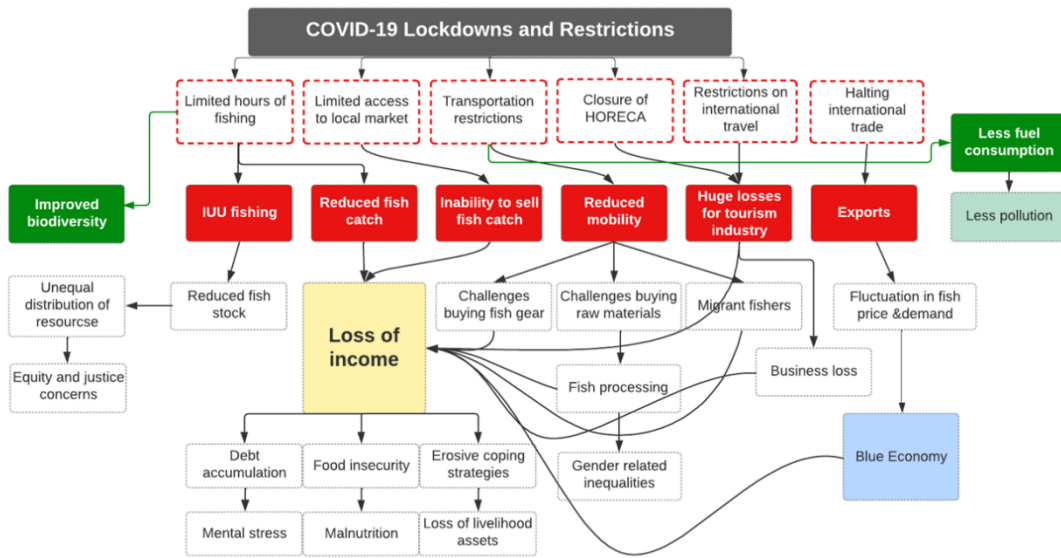 COVID-19 Lockdowns and Restrictions
Limited hours of
fishing
Limited access
to local market
Transportation
restrictions
Closure of
HORECA
Restrictions on
international
travel
Halting
international
trade
Less fuel
consumption
Improved
biodiversity
IUU fishing
Reduced fish
catch
Inability to sell
fish catch
Reduced
mobility
Huge losses
for tourism
industry
Exports
Less pollution
Unequal
distribution of
resourcse
Reduced fish
stock
Loss of
income
Challenges
buying fish gear
Challenges
buying raw
materials
Migrant fishers
Fluctuation in fish
price &demand
Equity and justice
concerns
Fish processing
Business loss
Debt
accumulation
Food insecurity
Erosive coping
strategies
Gender related
inequalities
Blue Economy
Mental stress
Malnutrition
Loss of livelihood
assets